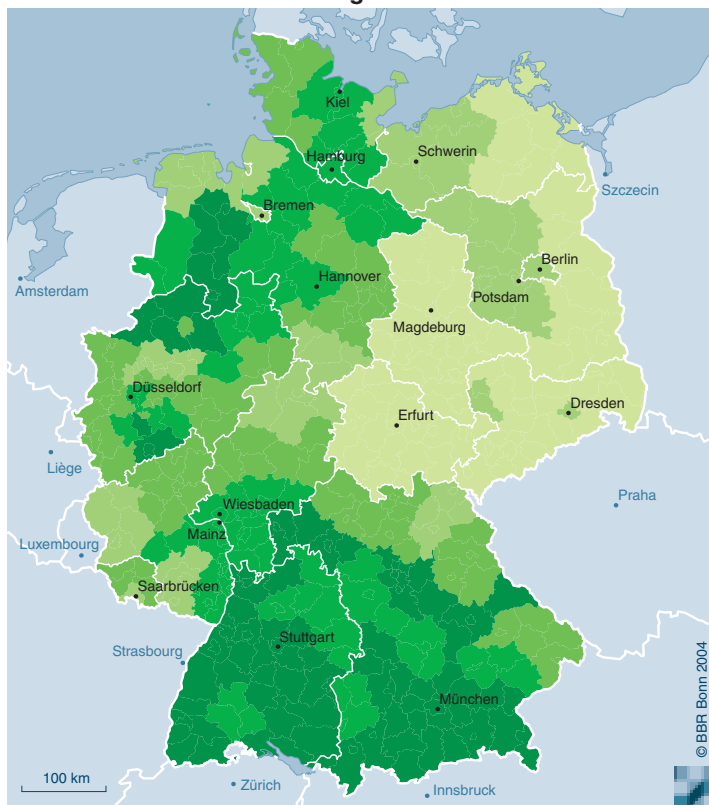 Kiel
Hamburg
Schwerin
Szczecin
Bremen
Berlin
Amsterdam
Hannover
Potsdam
Magdeburg
Düsseldorf
Dresden
Erfurt
Liège
Praha
Wiesbaden
Mainz
Luxembourg
Saarbrücken
Stuttgart
Strasbourg
München
© BBR Bonn 2004
100 km
Zürich
Innsbruck